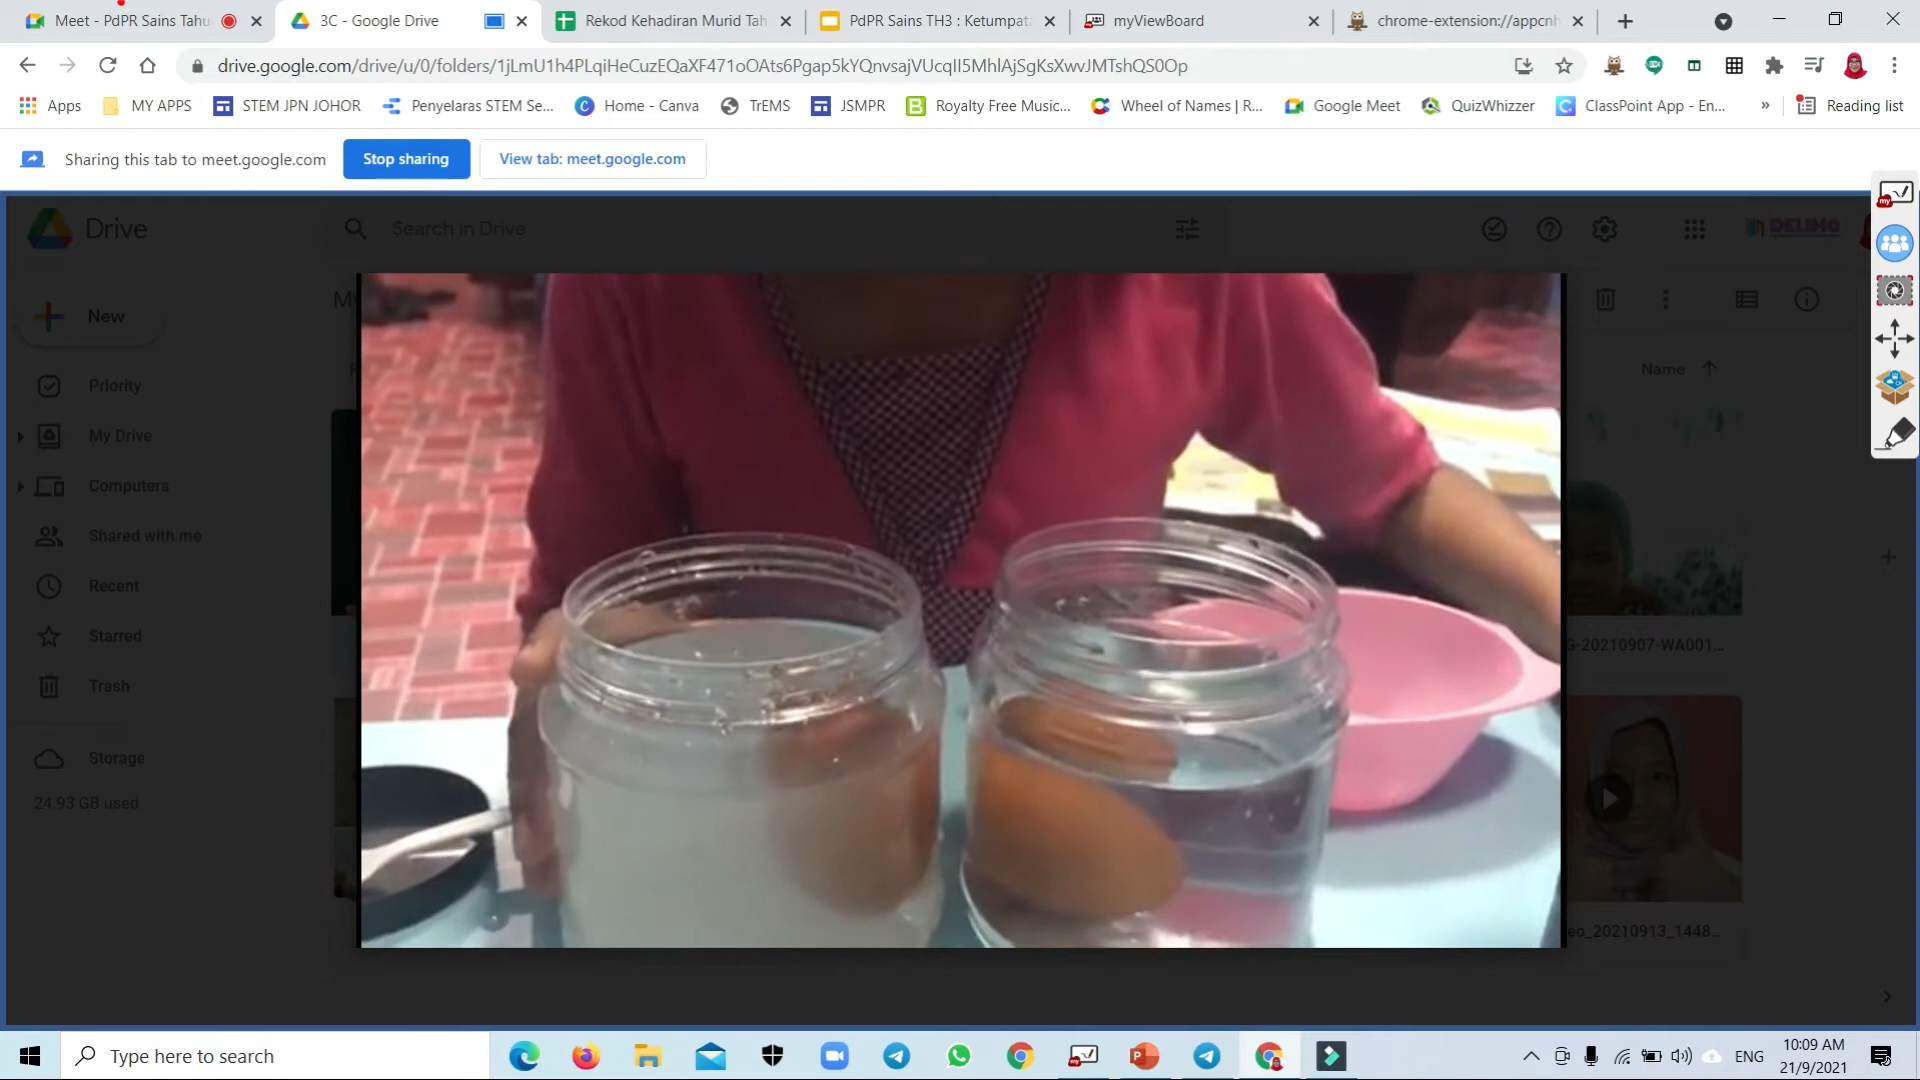 Meet - PdPR Sains Tahu
3C - Google Drive
Rekod Kehadiran Murid Tah
PdPR Sains TH3 : Ketumpata
myViewBoard
chrome-extension://appcnh
drive.google.com/drive/u/0/folders/1jLmU1h4PLqiHeCuzEQaXF471oOAts6Pgap5kYQnvsajVUcqII5MhlAjSgKsXwvJMTshQS0Op
Apps
MY APPS
STEM JPN JOHOR
Penyelaras STEM Se...
Home - Canva
TrEMS
JSMPR
Royalty Free Music...
Wheel of Names | R...
Google Meet
QuizWhizzer
ClassPoint App - En...
»
Reading list
Sharing this tab to meet.google.com
Stop sharing
View tab: meet.google.com
Drive
Search in Drive
DELIMa
New
Name
Priority
My Drive
Computers
Shared with me
Recent
Starred
Trash
Storage
24.93 GB used
G-20210907-WA001...
eo_20210913_1448...
Type here to search
ENG
10:09 AM
21/9/2021